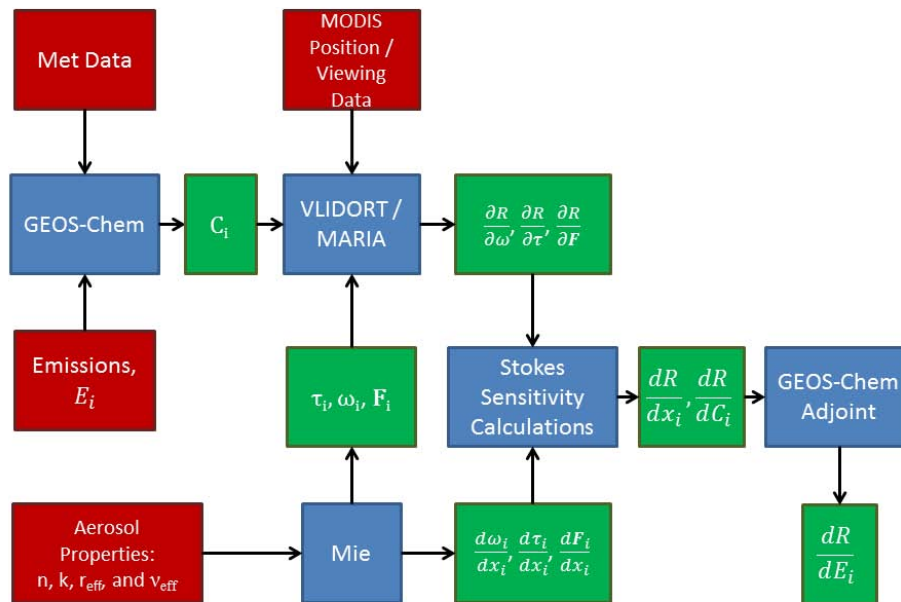 Met Data
MODIS
Position /
Viewing
Data
GEOS-Chem
Cᵢ
VLIDORT /
MARIA
∂R/∂ω, ∂R/∂τ, ∂R/∂F
Emissions,
Eᵢ
τᵢ, ωᵢ, Fᵢ
Stokes
Sensitivity
Calculations
dR/dxᵢ, dR/dCᵢ
GEOS-Chem
Adjoint
Aerosol
Properties:
n, k, r_eff, and ν_eff
Mie
dωᵢ/dxᵢ, dτᵢ/dxᵢ, dFᵢ/dxᵢ
dR/dEᵢ